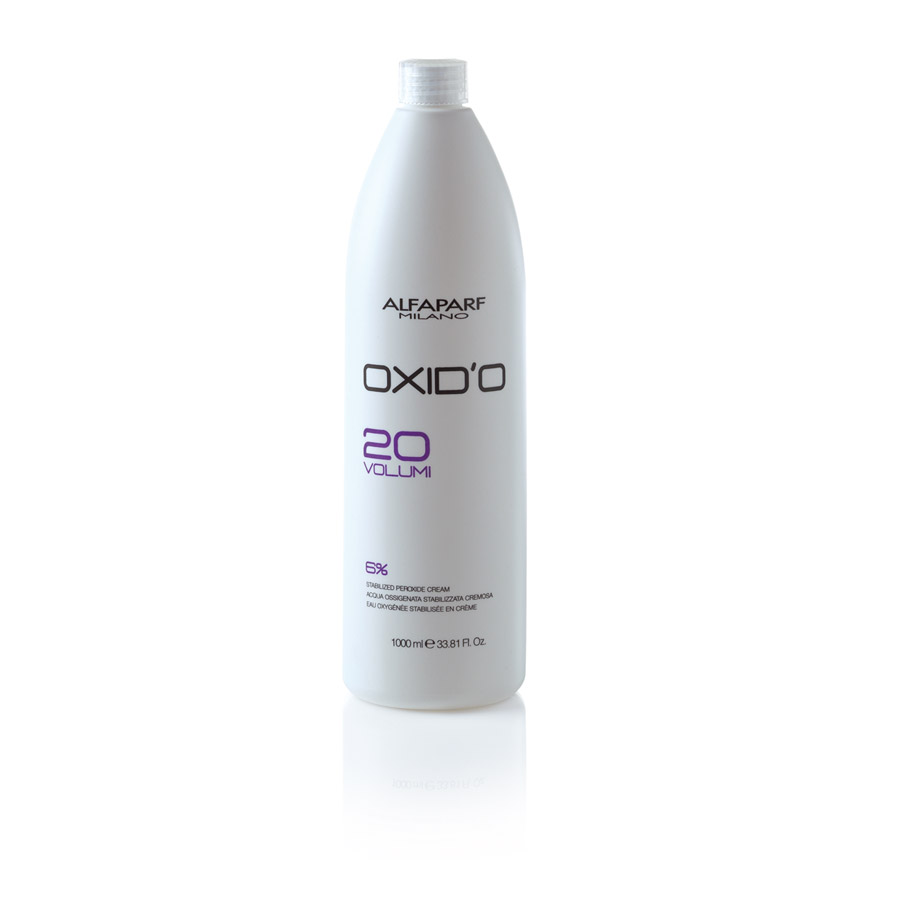 ALFAPARF
MILANO
OXID'O
20
VOLUMI
6%
STABILIZED PEROXIDE CREAM
ACQUA OSSIGENATA STABILIZZATA CREMOSA
EAU OXYGÉNÉE STABILISÉE EN CRÈME
1000 ml ℮ 33.81 Fl. Oz.